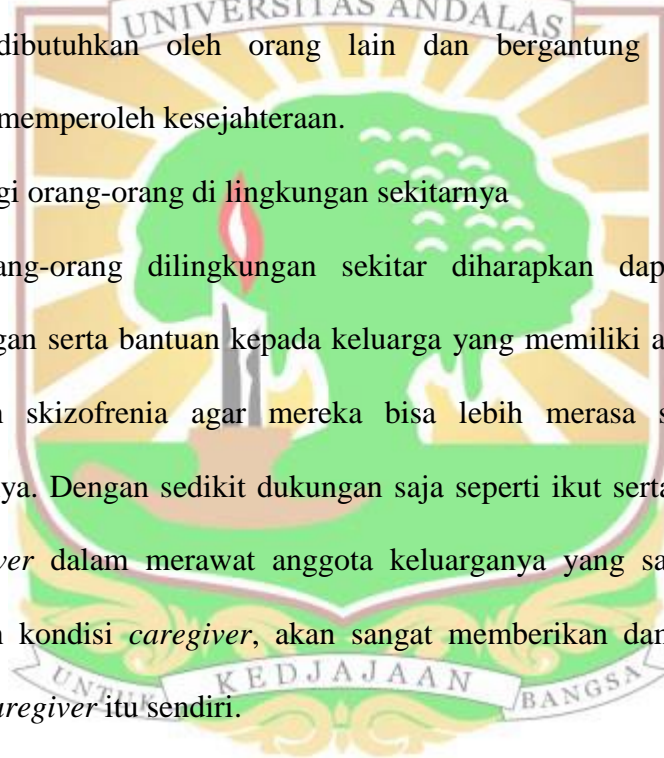 UNIVERSITAS ANDALAS
dibutuhkan oleh orang lain dan bergantung
memperoleh kesejahteraan.
gi orang-orang di lingkungan sekitarnya
ang-orang dilingkungan sekitar diharapkan dap
gan serta bantuan kepada keluarga yang memiliki a
n skizofrenia agar mereka bisa lebih merasa s
ya. Dengan sedikit dukungan saja seperti ikut serta
ver dalam merawat anggota keluarganya yang sa
n kondisi caregiver, akan sangat memberikan dan
aregiver itu sendiri.
UNTUK KEDJAJAAN BANGSA